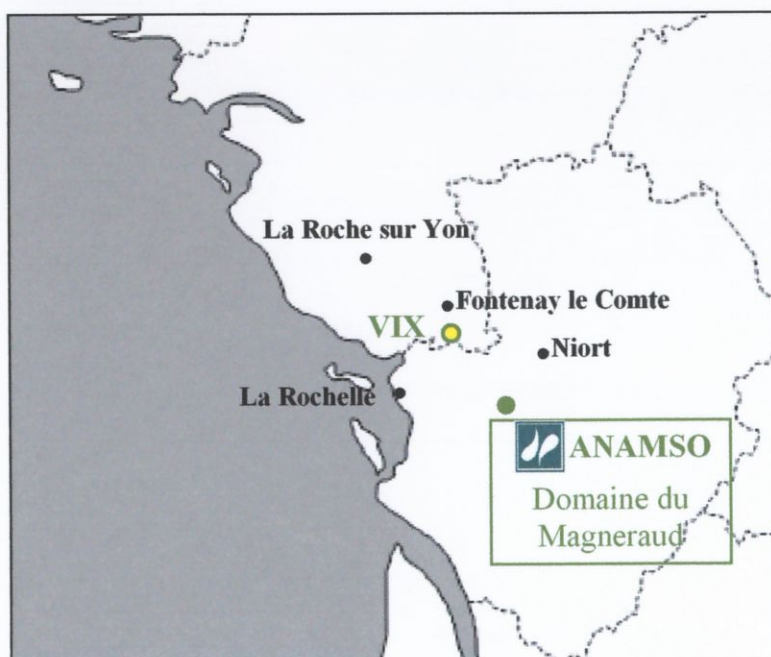 La Roche sur Yon
Fontenay le Comte
VIX
Niort
La Rochelle
ANAMSO
Domaine du
Magneraud